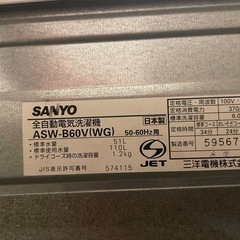 SANYO
日本製
全自動電気洗濯機
ASW-B60V(WG)
50-60Hz用
・標準水量 51L
・標準使用水量 110L
・ドライコース時の洗濯容量 1.2kg
JIS表示許可番号 574115
S
JET
定格電圧・周波数 100V
定格消費電力 370
標準洗濯容量 6.0
34分 24分
59567
三洋電機株式会